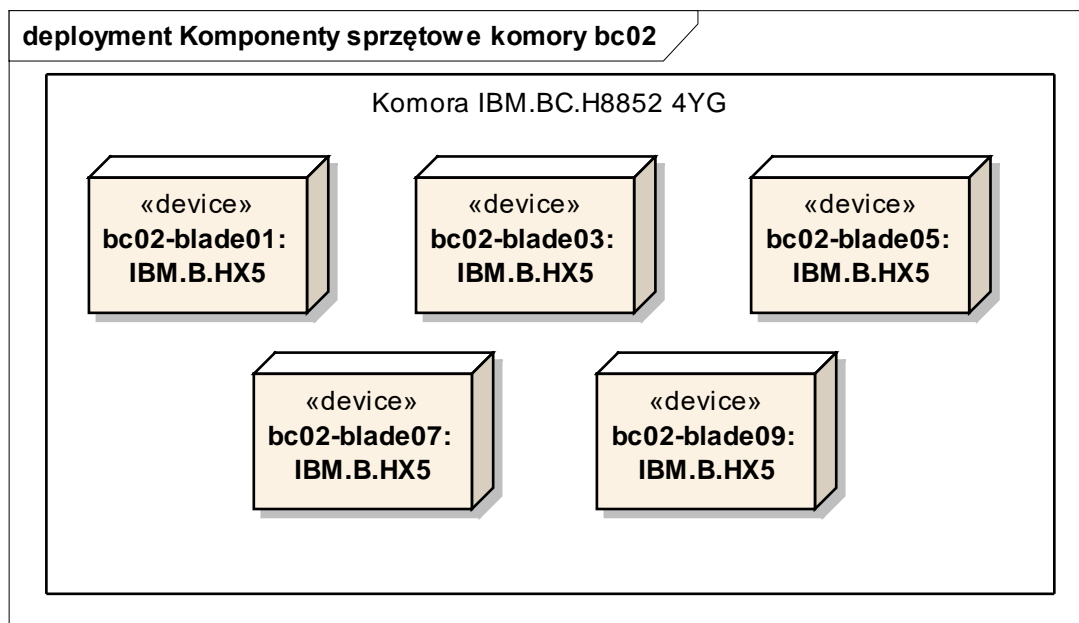 deployment Komponenty sprzętowe komory bc02
Komora IBM.BC.H8852 4YG
«device»
bc02-blade01:
IBM.B.HX5
«device»
bc02-blade03:
IBM.B.HX5
«device»
bc02-blade05:
IBM.B.HX5
«device»
bc02-blade07:
IBM.B.HX5
«device»
bc02-blade09:
IBM.B.HX5